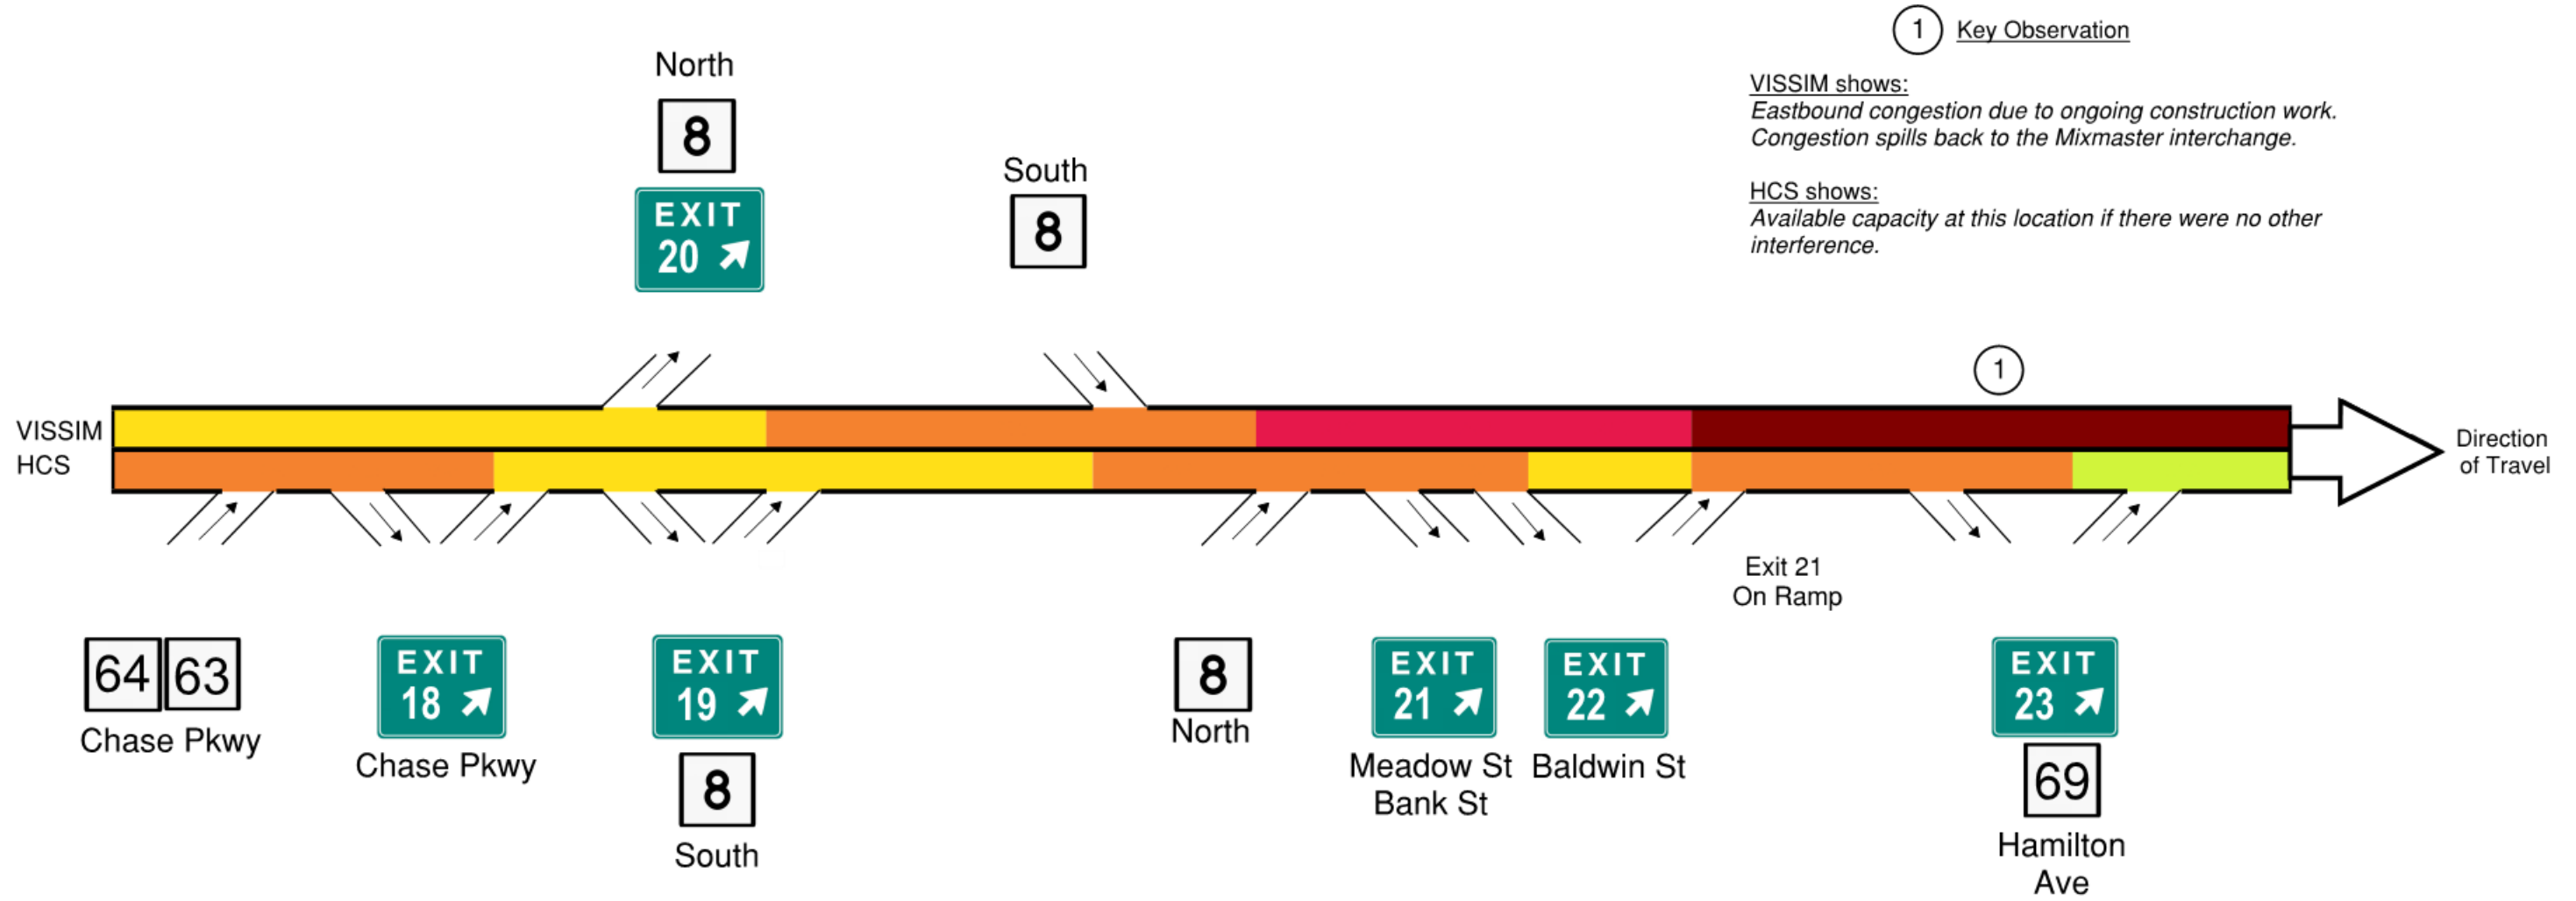 1 Key Observation
VISSIM shows:
Eastbound congestion due to ongoing construction work.
Congestion spills back to the Mixmaster interchange.
HCS shows:
Available capacity at this location if there were no other
interference.
North
8
EXIT
20
South
8
1
VISSIM
HCS
Direction
of Travel
Exit 21
On Ramp
64 63
Chase Pkwy
EXIT
18
Chase Pkwy
EXIT
19
8
South
8
North
EXIT
21
Meadow St
Bank St
EXIT
22
Baldwin St
EXIT
23
69
Hamilton
Ave